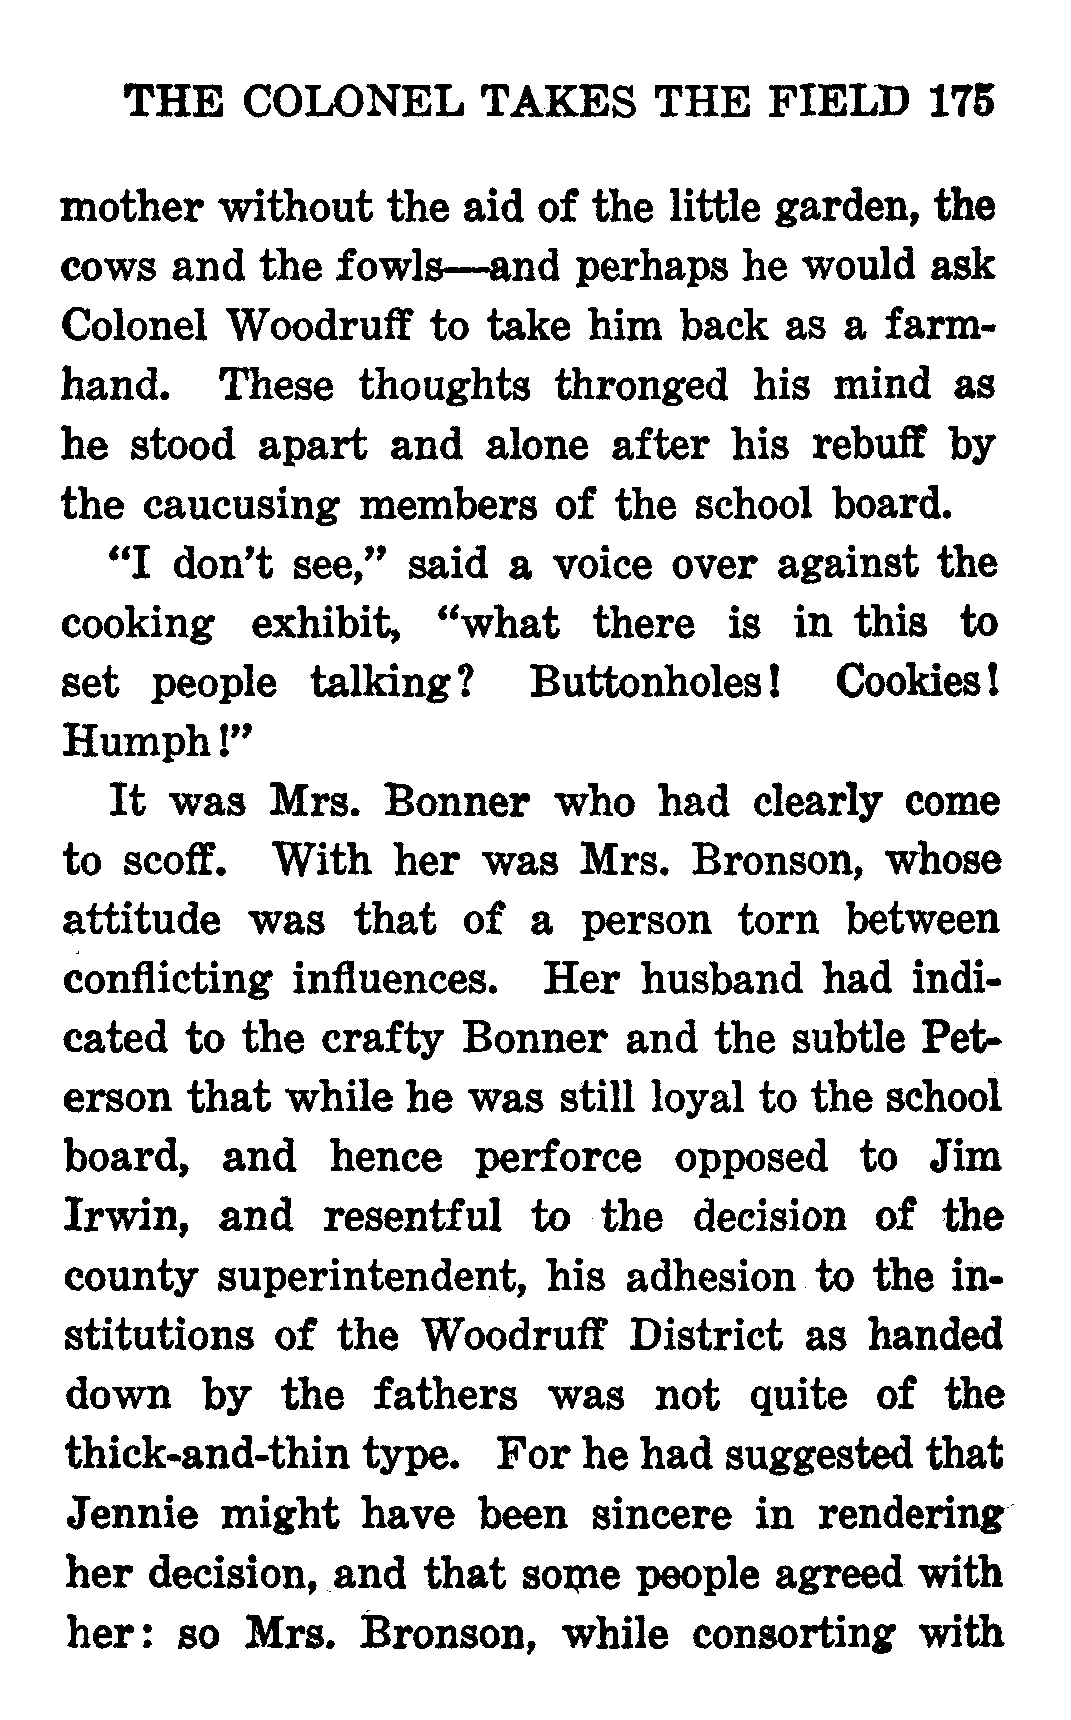 THE COLONEL TAKES THE FIELD 175
mother without the aid of the little garden, the
cows and the fowls—and perhaps he would ask
Colonel Woodruff to take him back as a farm-
hand. These thoughts thronged his mind as
he stood apart and alone after his rebuff by
the caucusing members of the school board.
“I don’t see,” said a voice over against the
cooking exhibit, “what there is in this to
set people talking? Buttonholes! Cookies!
Humph!”
It was Mrs. Bonner who had clearly come
to scoff. With her was Mrs. Bronson, whose
attitude was that of a person torn between
conflicting influences. Her husband had indi-
cated to the crafty Bonner and the subtle Pet-
erson that while he was still loyal to the school
board, and hence perforce opposed to Jim
Irwin, and resentful to the decision of the
county superintendent, his adhesion to the in-
stitutions of the Woodruff District as handed
down by the fathers was not quite of the
thick-and-thin type. For he had suggested that
Jennie might have been sincere in rendering
her decision, and that some people agreed with
her: so Mrs. Bronson, while consorting with